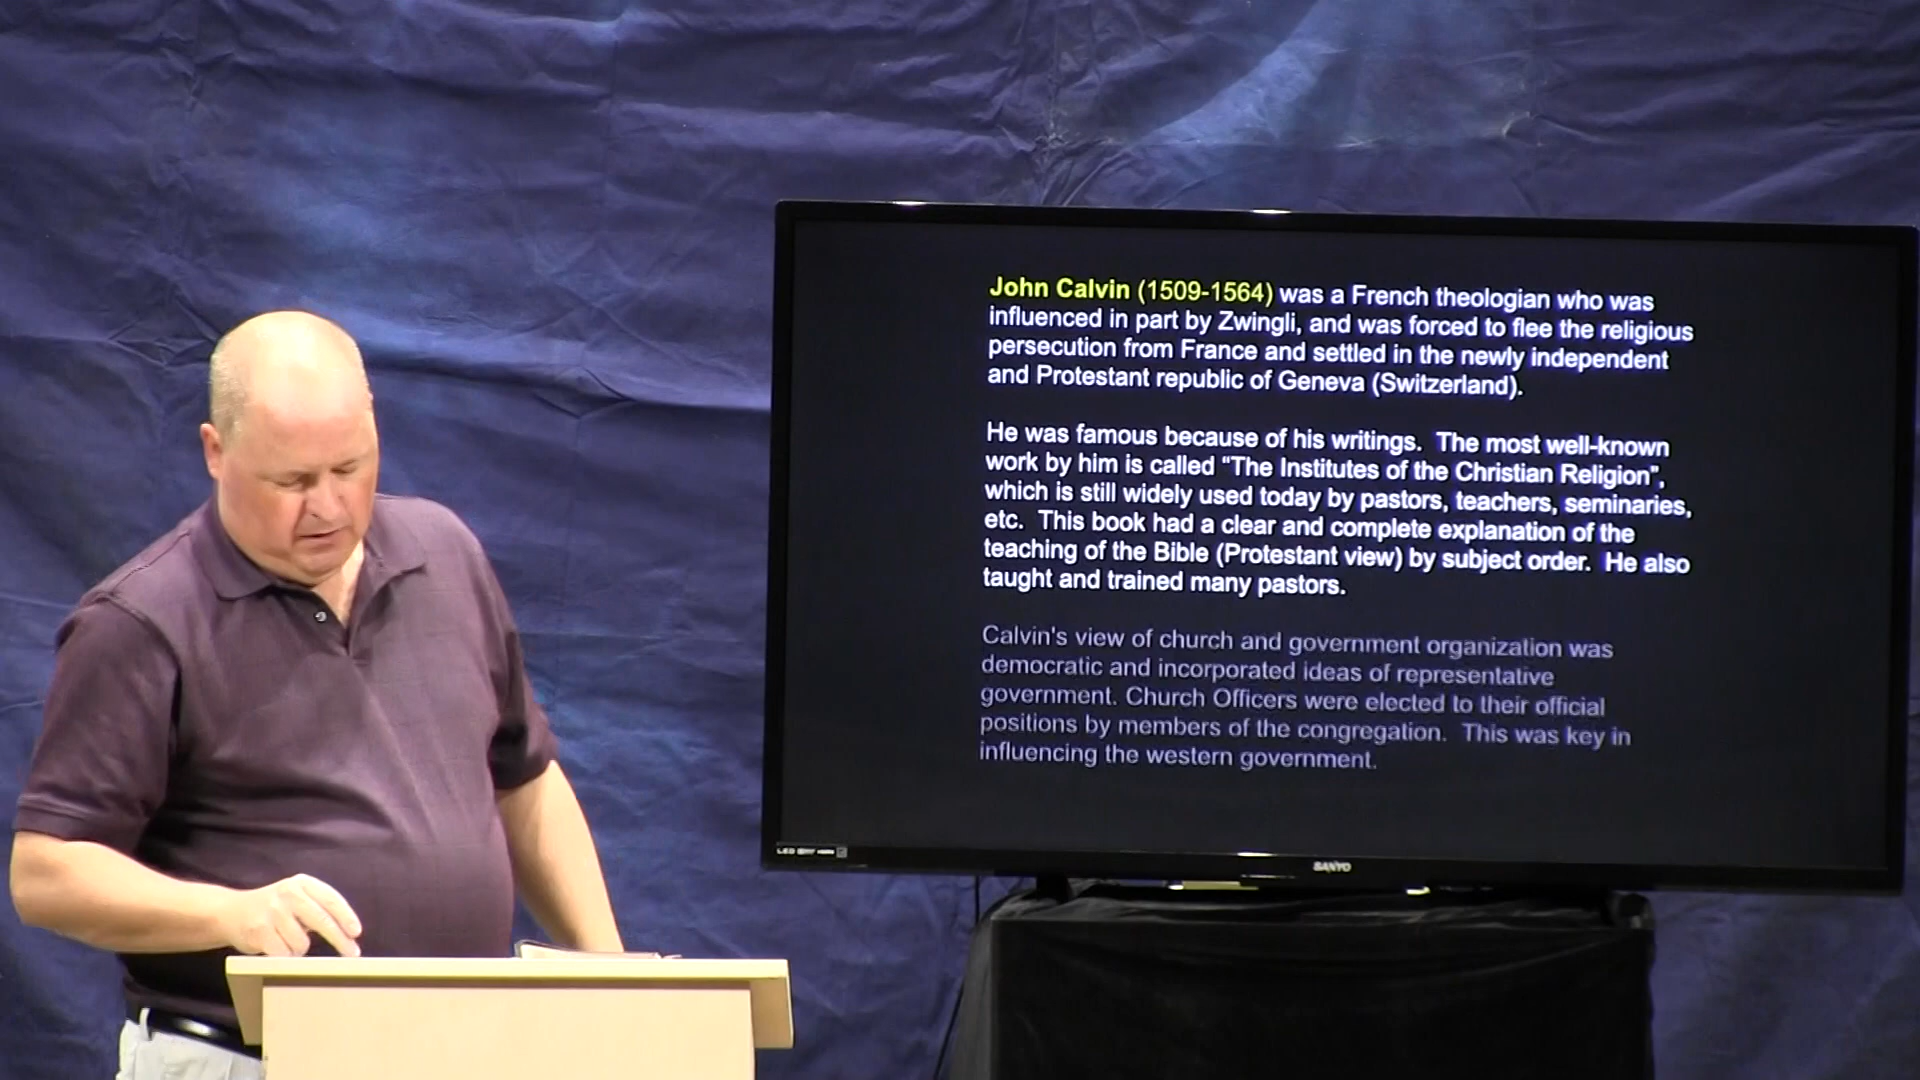 John Calvin (1509-1564) was a French theologian who was
influenced in part by Zwingli, and was forced to flee the religious
persecution from France and settled in the newly independent
and Protestant republic of Geneva (Switzerland).
He was famous because of his writings.  The most well-known
work by him is called “The Institutes of the Christian Religion”,
which is still widely used today by pastors, teachers, seminaries,
etc.  This book had a clear and complete explanation of the
teaching of the Bible (Protestant view) by subject order.  He also
taught and trained many pastors.
Calvin's view of church and government organization was
democratic and incorporated ideas of representative
government. Church Officers were elected to their official
positions by members of the congregation.  This was key in
influencing the western government.
LED
SANYO